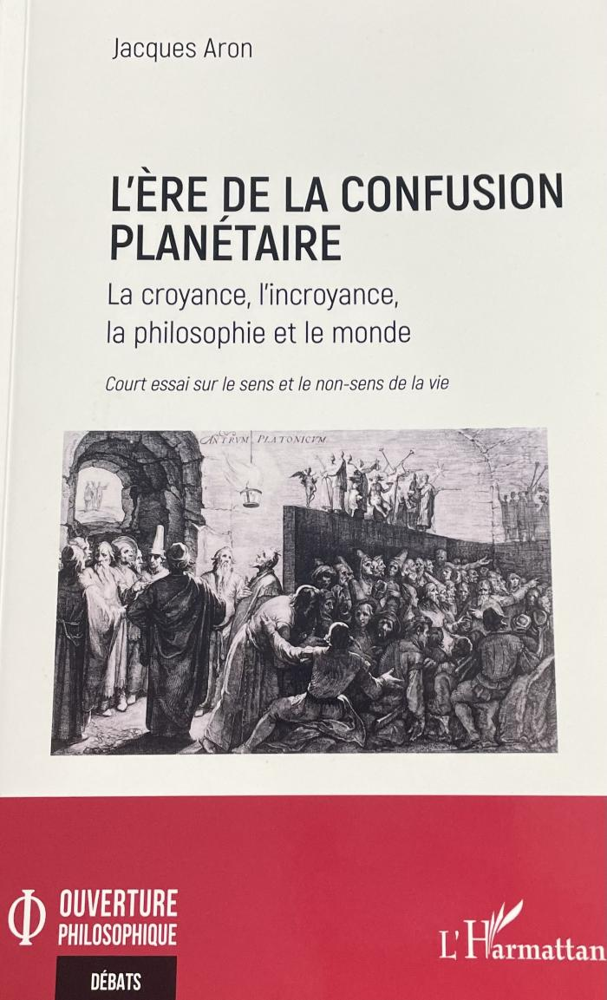 Jacques Aron
L'ÈRE DE LA CONFUSION
PLANÉTAIRE
La croyance, l'incroyance,
la philosophie et le monde
Court essai sur le sens et le non-sens de la vie
ANTRVM PLATONICVM
OUVERTURE
PHILOSOPHIQUE
DÉBATS
L'Harmattan